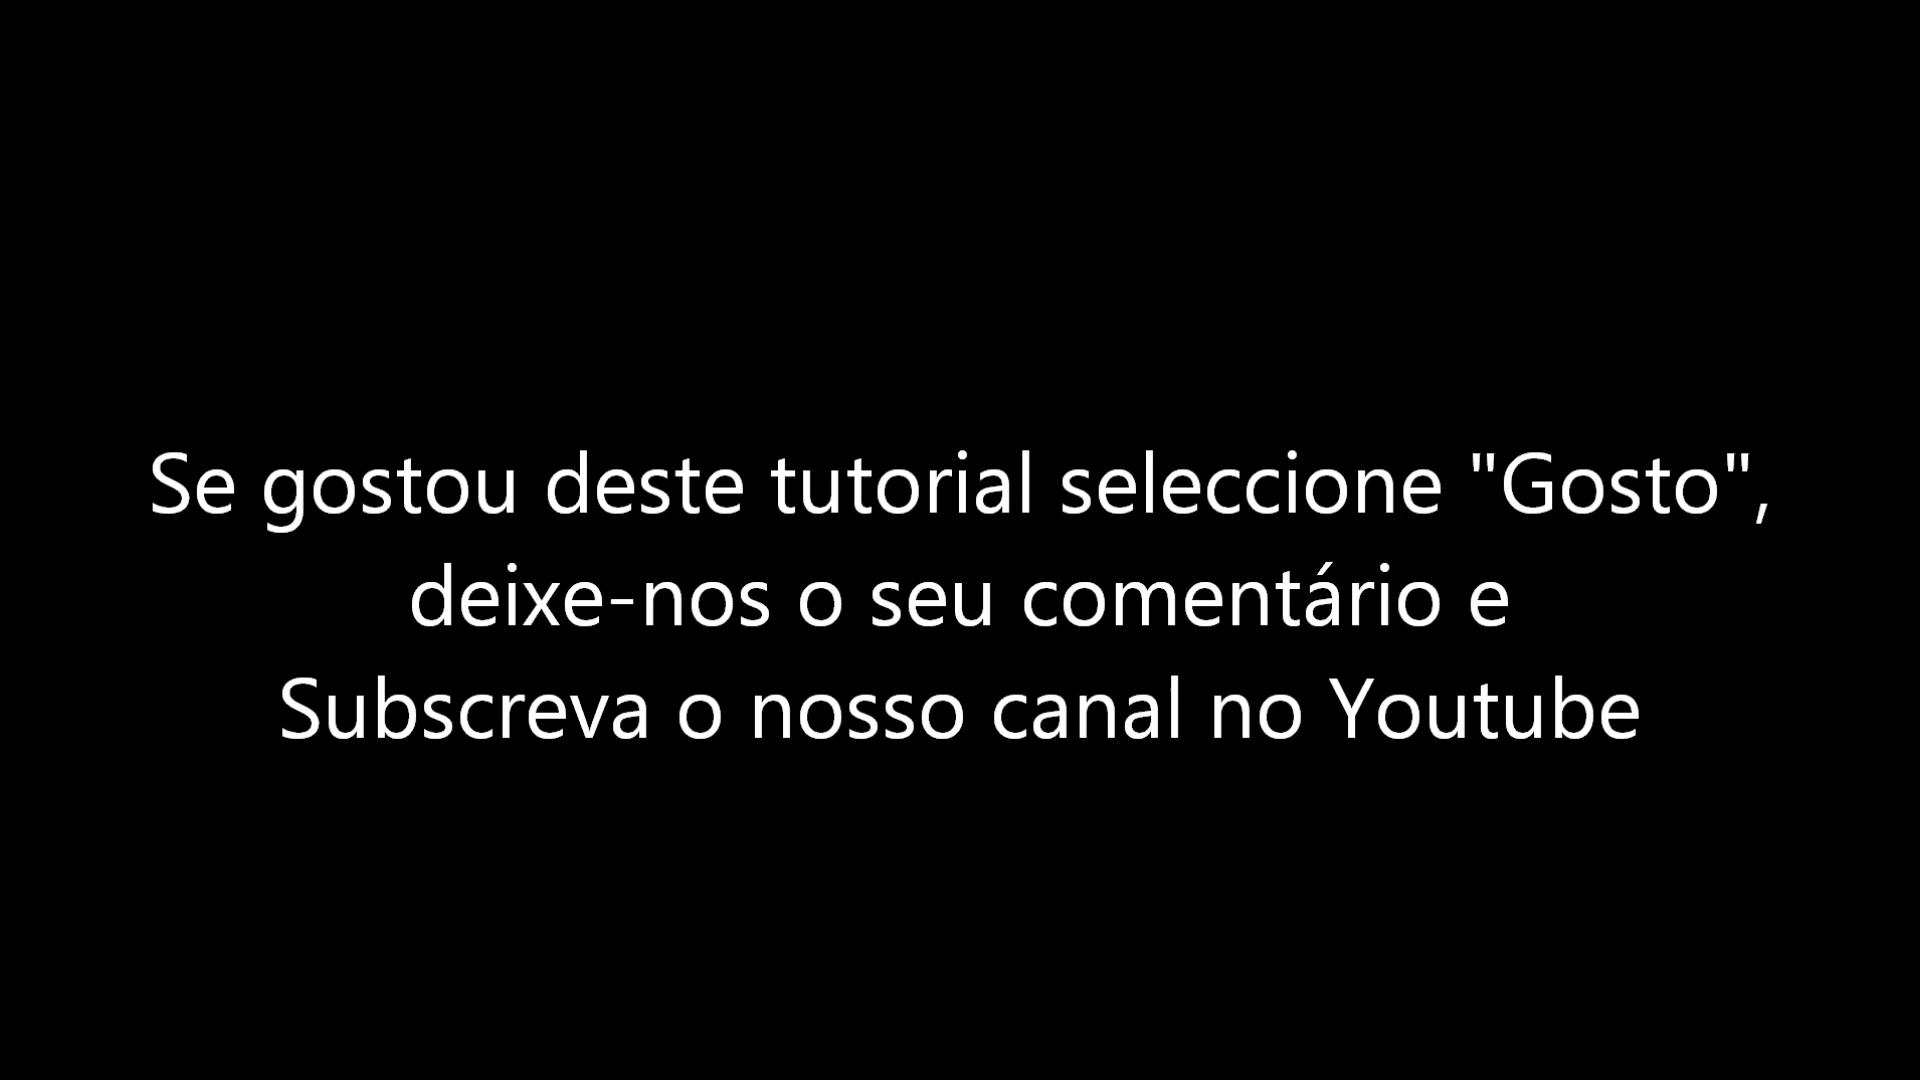 Se gostou deste tutorial seleccione "Gosto",
deixe-nos o seu comentário e
Subscreva o nosso canal no Youtube